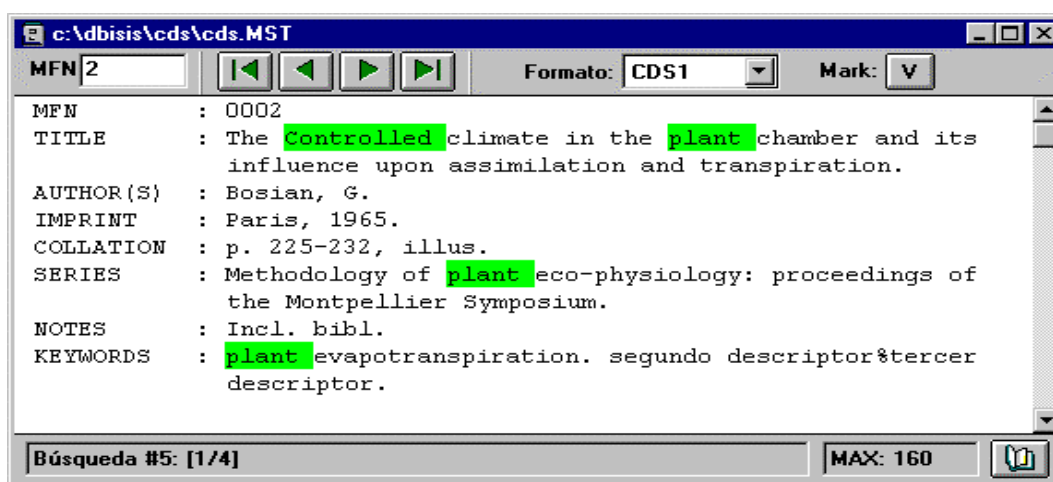 c:\dbisis\cds\cds.MST
MFN 2 Formato: CDS1 Mark: V
MFN : 0002
TITLE : The Controlled climate in the plant chamber and its
influence upon assimilation and transpiration.
AUTHOR(S) : Bosian, G.
IMPRINT : Paris, 1965.
COLLATION : p. 225-232, illus.
SERIES : Methodology of plant eco-physiology: proceedings of
the Montpellier Symposium.
NOTES : Incl. bibl.
KEYWORDS : plant evapotranspiration. segundo descriptor%tercer
descriptor.
Búsqueda #5: [1/4] MAX: 160